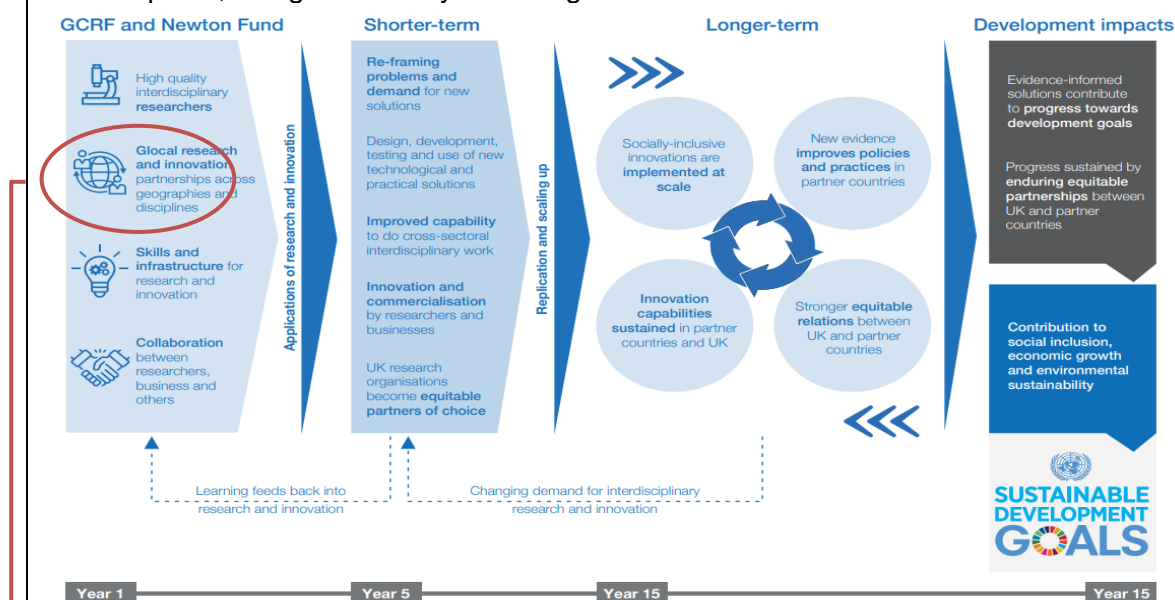 GCRF and Newton Fund
Shorter-term
Longer-term
Development impacts
High quality
interdisciplinary
researchers
Glocal research
and innovation
partnerships across
geographies and
disciplines
Skills and
infrastructure for
research and
innovation
Collaboration
between
researchers,
business and
others
Applications of research and innovation
Re-framing
problems and
demand for new
solutions
Design, development,
testing and use of new
technological and
practical solutions
Improved capability
to do cross-sectoral
interdisciplinary work
Innovation and
commercialisation
by researchers and
businesses
UK research
organisations
become equitable
partners of choice
Replication and scaling up
Socially-inclusive
innovations are
implemented at
scale
New evidence
improves policies
and practices in
partner countries
Innovation
capabilities
sustained in partner
countries and UK
Stronger equitable
relations between
UK and partner
countries
Evidence-informed
solutions contribute
to progress towards
development goals
Progress sustained by
enduring equitable
partnerships between
UK and partner
countries
Contribution to
social inclusion,
economic growth
and environmental
sustainability
SUSTAINABLE
DEVELOPMENT
GOALS
Learning feeds back into
research and innovation
Changing demand for interdisciplinary
research and innovation
Year 1
Year 5
Year 15
Year 15